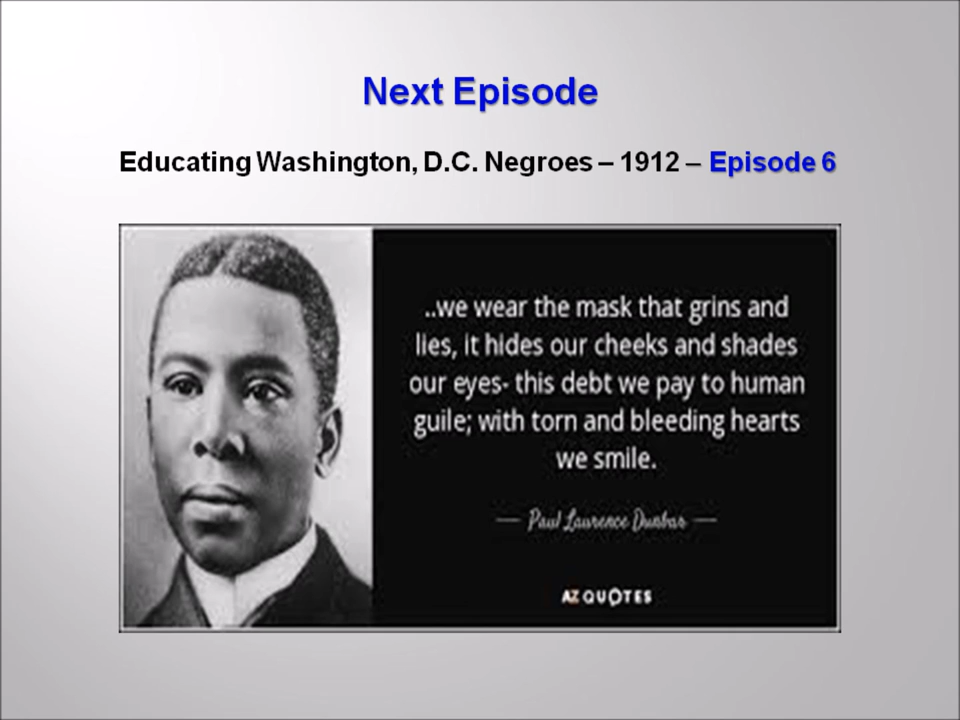 Next Episode
Educating Washington, D.C. Negroes – 1912 – Episode 6
..we wear the mask that grins and
lies, it hides our cheeks and shades
our eyes- this debt we pay to human
guile; with torn and bleeding hearts
we smile.
— Paul Laurence Dunbar —
AZ QUOTES